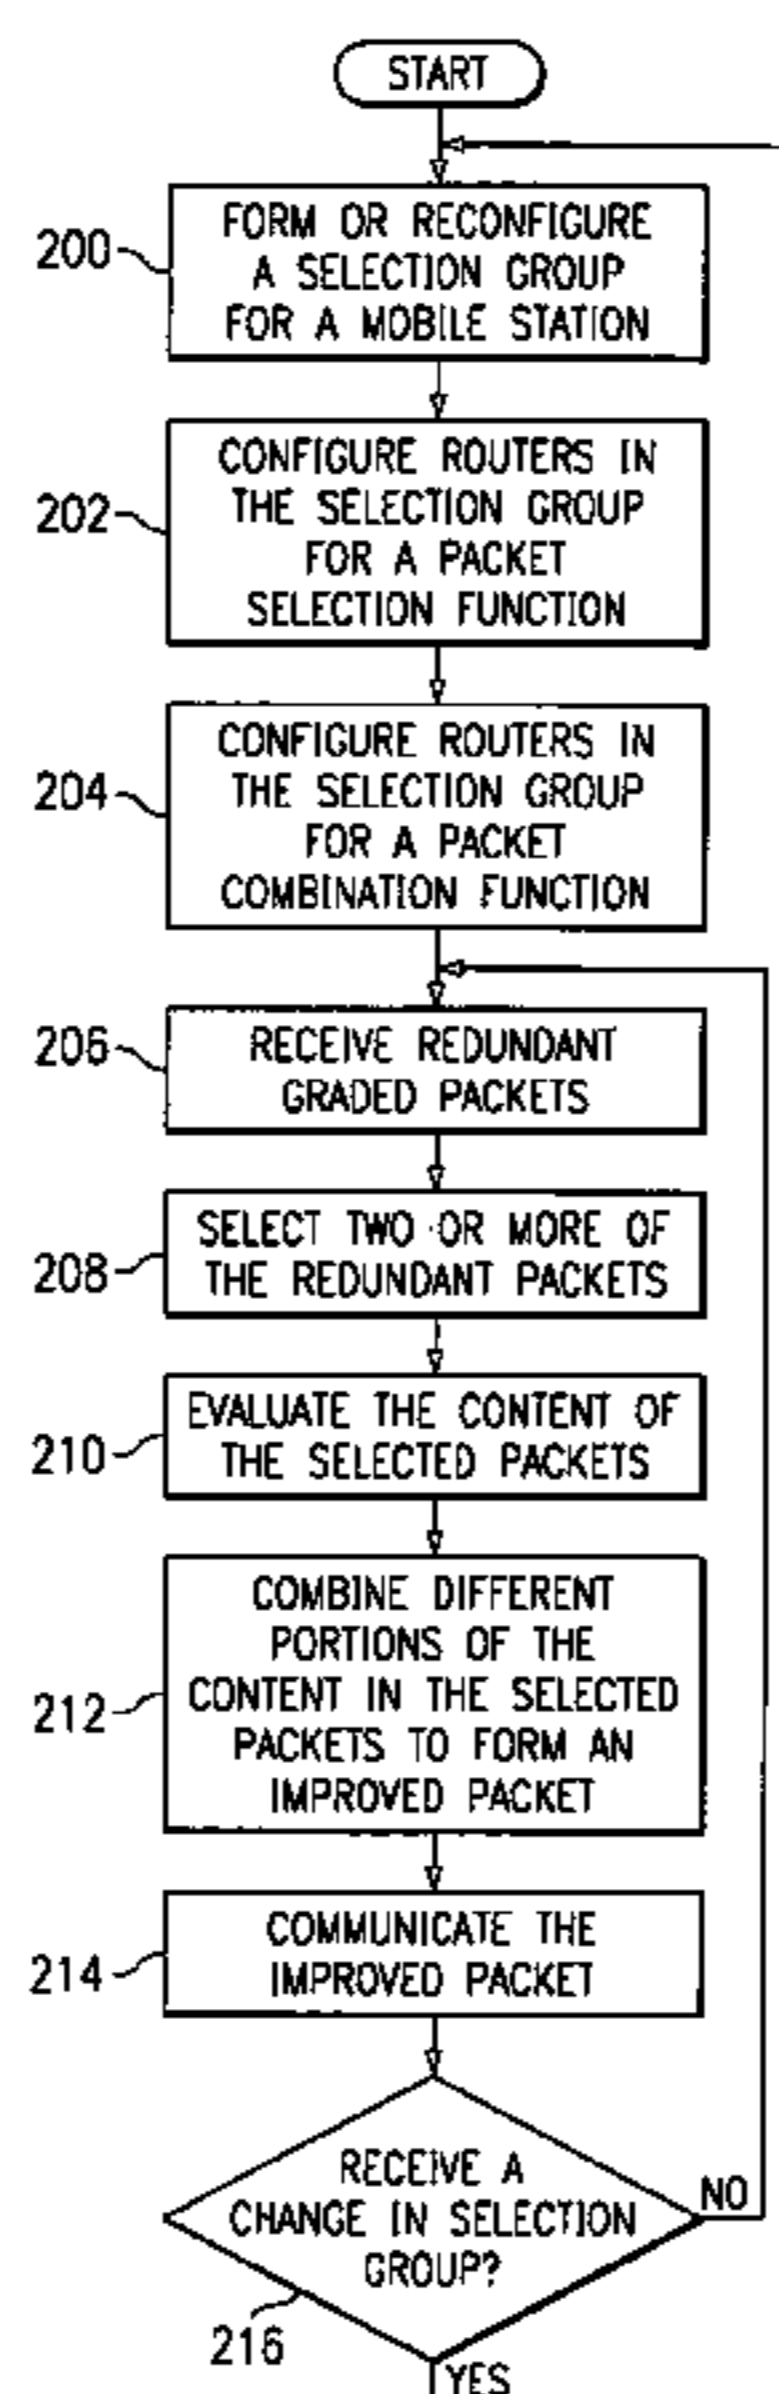 START
200
FORM OR RECONFIGURE
A SELECTION GROUP
FOR A MOBILE STATION
202
CONFIGURE ROUTERS IN
THE SELECTION GROUP
FOR A PACKET
SELECTION FUNCTION
204
CONFIGURE ROUTERS IN
THE SELECTION GROUP
FOR A PACKET
COMBINATION FUNCTION
206
RECEIVE REDUNDANT
GRADED PACKETS
208
SELECT TWO OR MORE OF
THE REDUNDANT PACKETS
210
EVALUATE THE CONTENT OF
THE SELECTED PACKETS
212
COMBINE DIFFERENT
PORTIONS OF THE
CONTENT IN THE SELECTED
PACKETS TO FORM AN
IMPROVED PACKET
214
COMMUNICATE THE
IMPROVED PACKET
RECEIVE A
CHANGE IN SELECTION
GROUP?
NO
216
YES